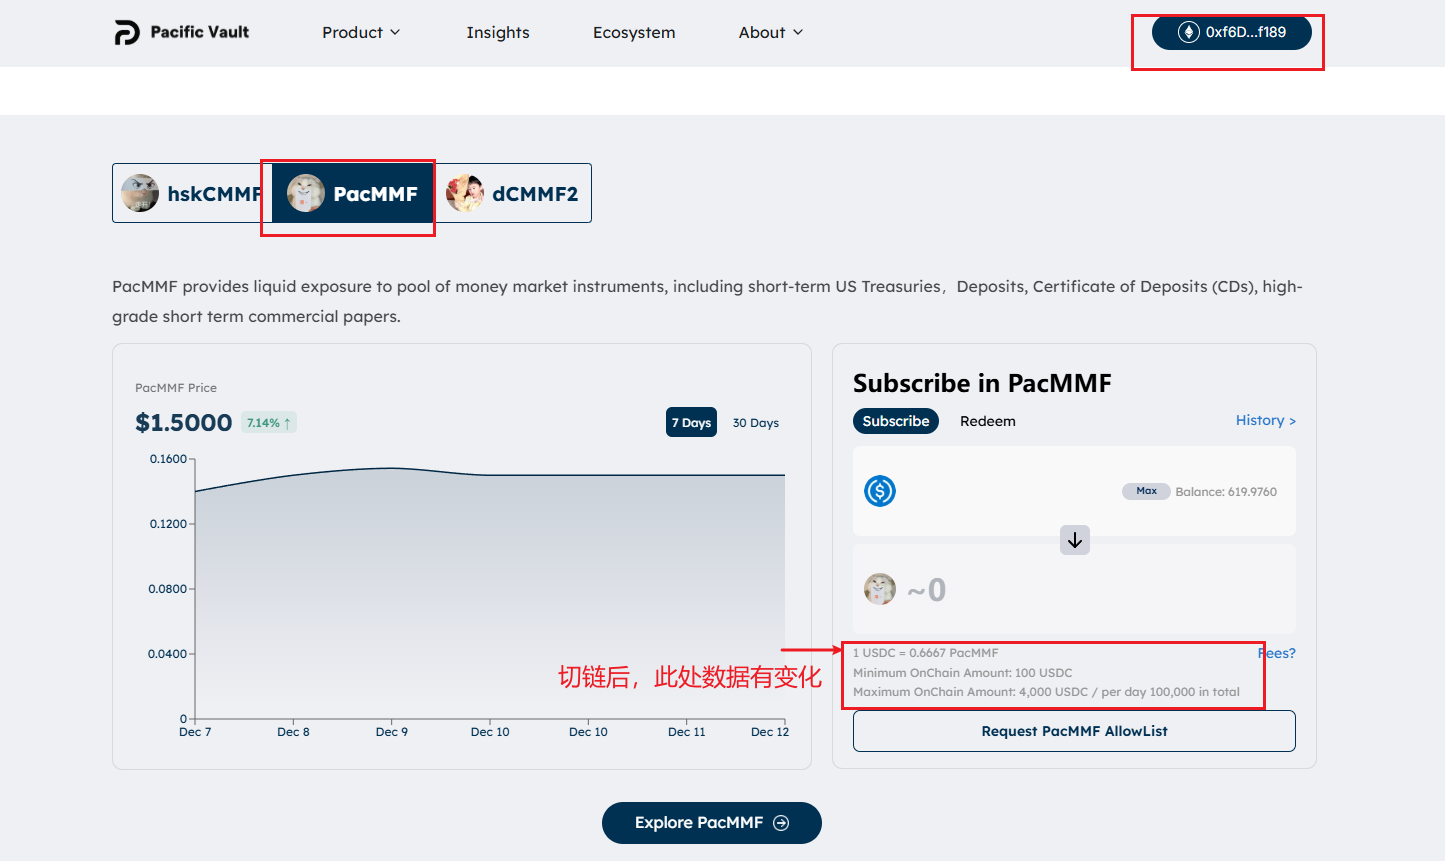 Pacific Vault
Product
Insights
Ecosystem
About
0xf6D...f189
hskCMMF
PacMMF
dCMMF2
PacMMF provides liquid exposure to pool of money market instruments, including short-term US Treasuries，Deposits, Certificate of Deposits (CDs), high-
grade short term commercial papers.
PacMMF Price
$1.5000 7.14% ↑
7 Days
30 Days
0.1600
0.1200
0.0800
0.0400
0
Dec 7
Dec 8
Dec 9
Dec 10
Dec 10
Dec 11
Dec 12
Subscribe in PacMMF
Subscribe
Redeem
History >
Max
Balance: 619.9760
~0
切链后，此处数据有变化
1 USDC = 0.6667 PacMMF
Fees?
Minimum OnChain Amount: 100 USDC
Maximum OnChain Amount: 4,000 USDC / per day 100,000 in total
Request PacMMF AllowList
Explore PacMMF